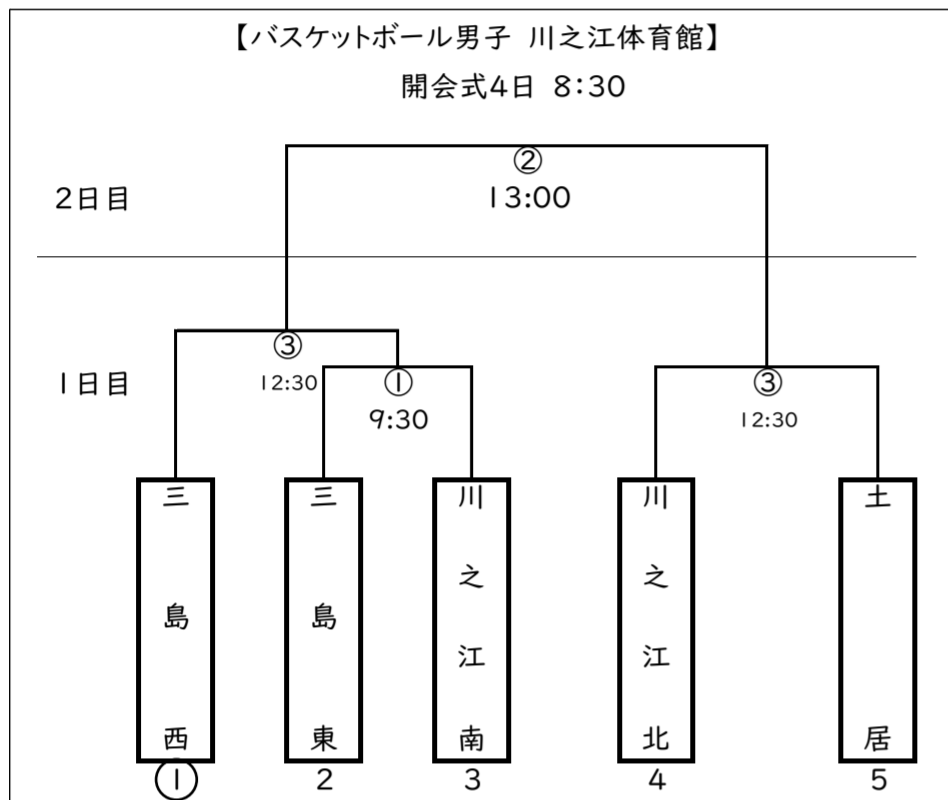 【バスケットボール男子 川之江体育館】
開会式4日 8:30
②
2日目
13:00
③
1日目
12:30
①
9:30
③
12:30
三島西
三島東
川之江南
川之江北
土居
①
2
3
4
5